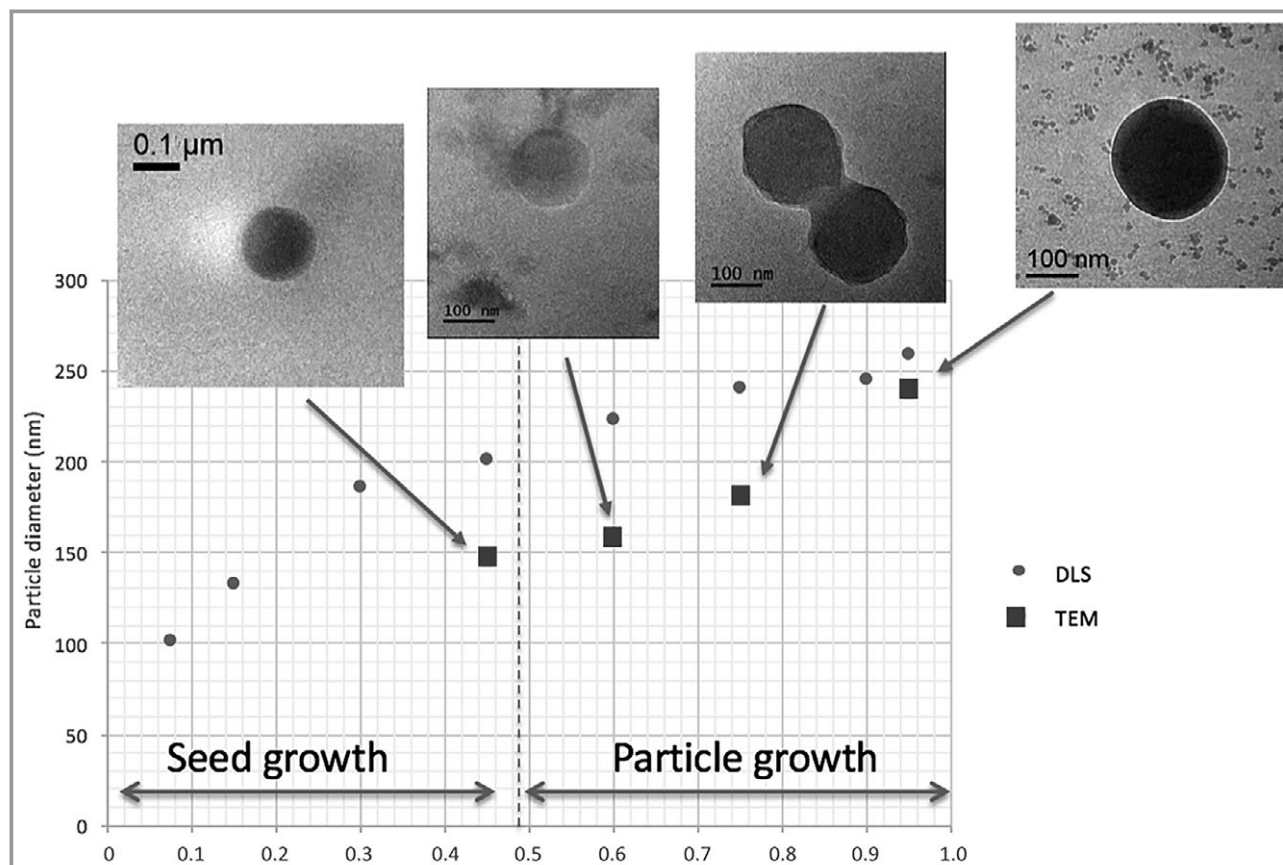 0.1 µm
100 nm
100 nm
100 nm
Particle diameter (nm)
300
250
200
150
100
50
0
Seed growth
Particle growth
DLS
TEM
0 0.1 0.2 0.3 0.4 0.5 0.6 0.7 0.8 0.9 1.0